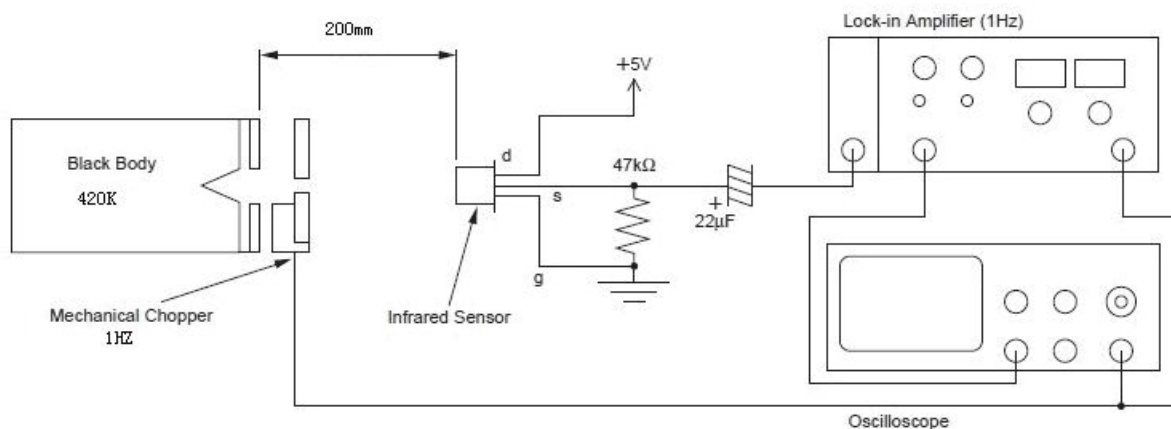 Lock-in Amplifier (1Hz)
200mm
+5V
Black Body
420K
d
s
g
47kΩ
+
22μF
Mechanical Chopper
1HZ
Infrared Sensor
Oscilloscope